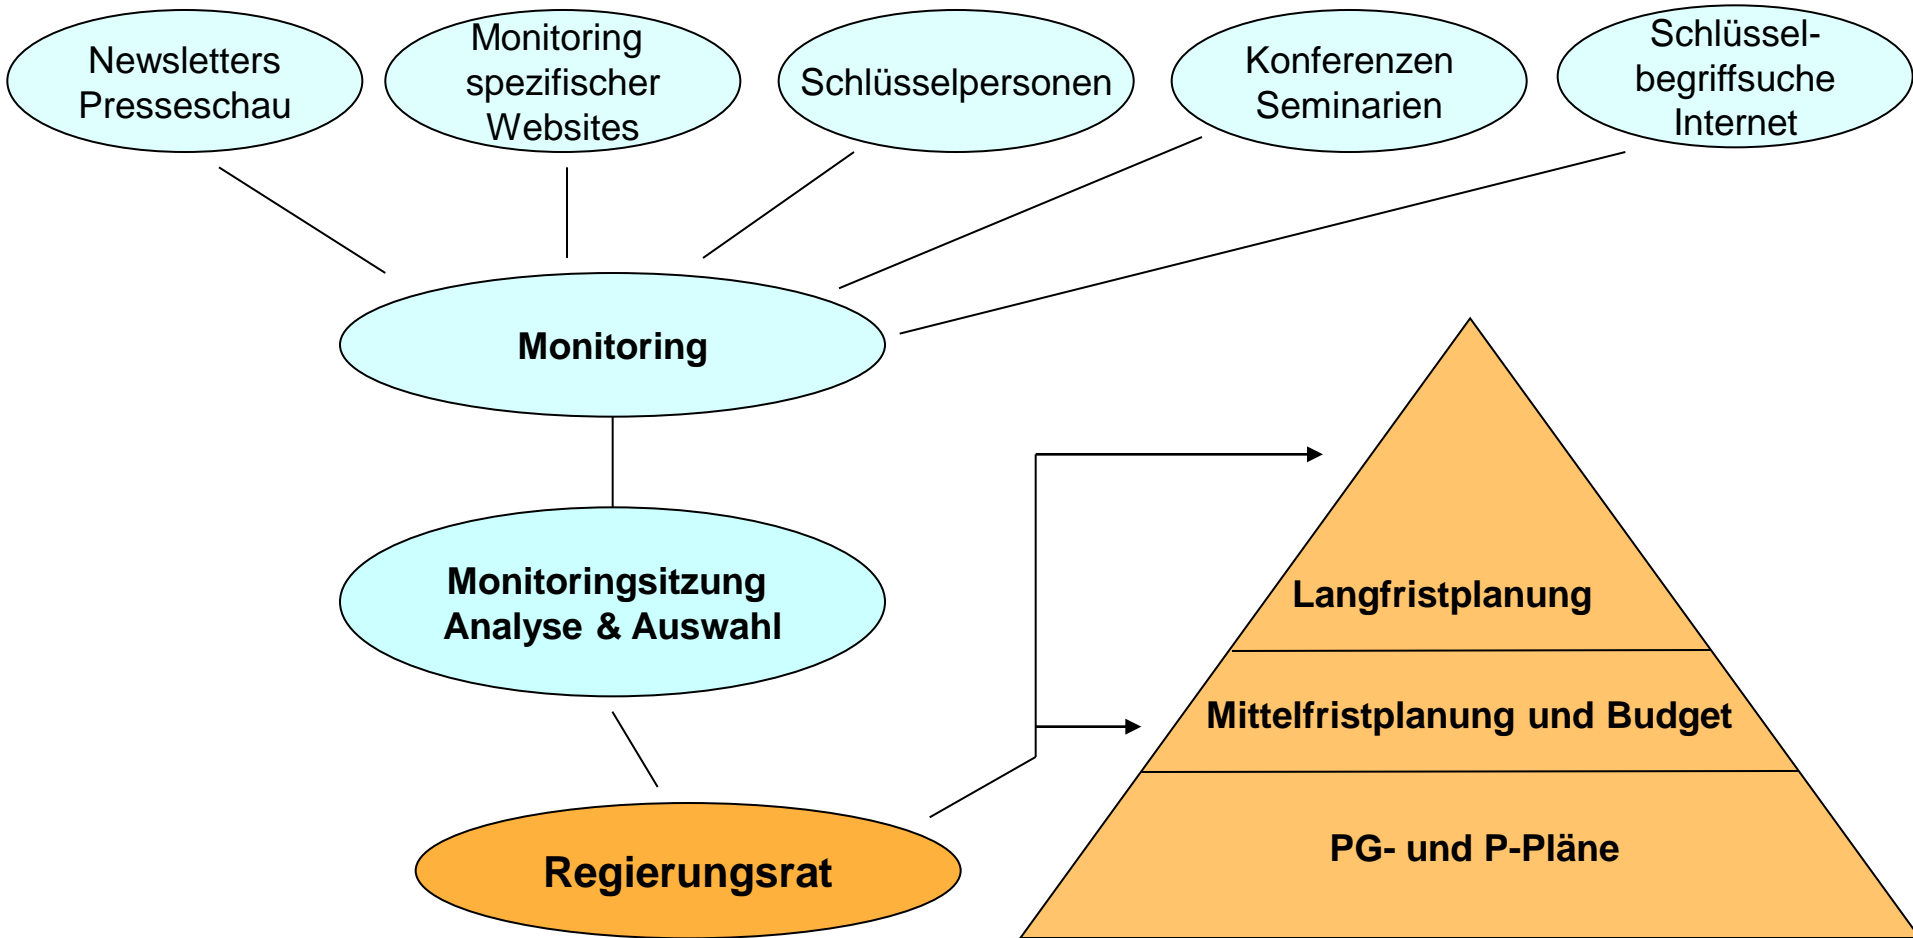 Newsletters
Presseschau
Monitoring
spezifischer
Websites
Schlüsselpersonen
Konferenzen
Seminarien
Schlüssel-
begriffsuche
Internet
Monitoring
Monitoringsitzung
Analyse & Auswahl
Regierungsrat
Langfristplanung
Mittelfristplanung und Budget
PG- und P-Pläne